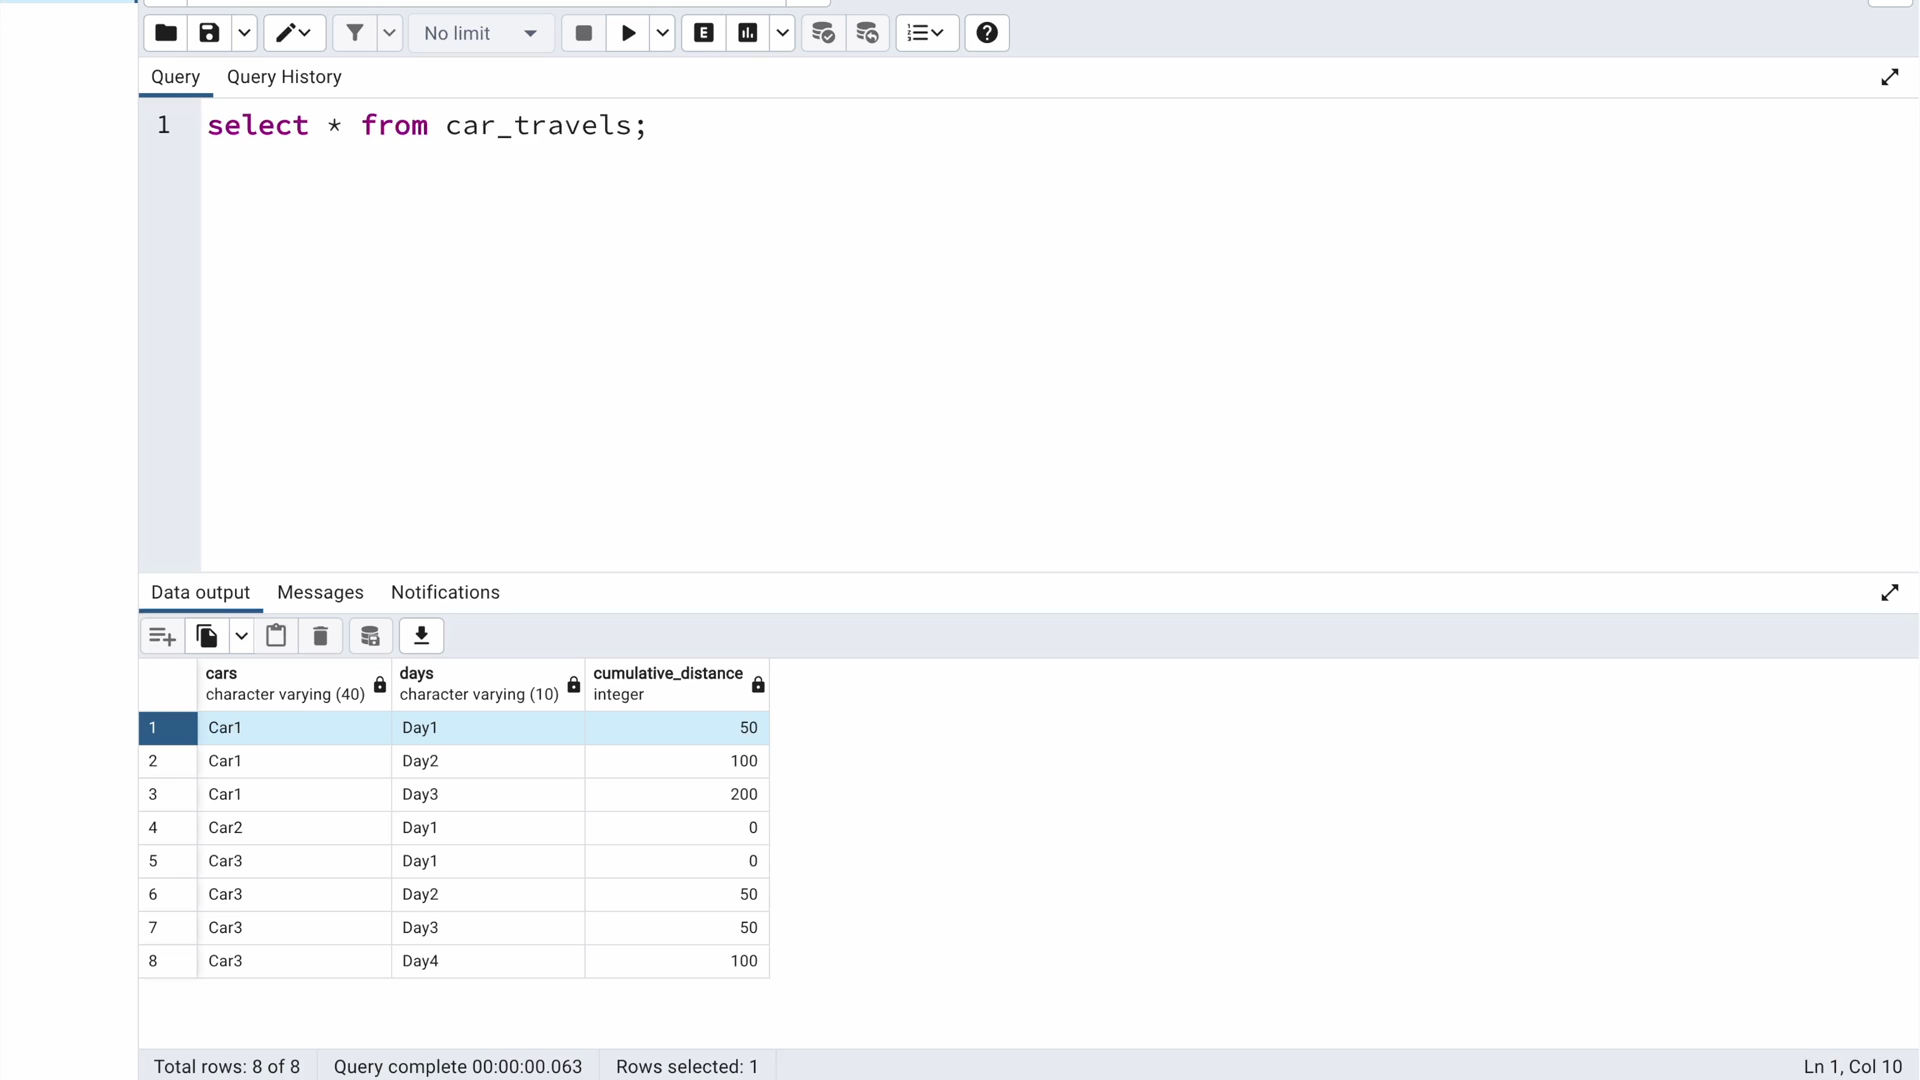 No limit
E
Query Query History
1 select * from car_travels;
Data output Messages Notifications
cars days cumulative_distance
character varying (40) character varying (10) integer
1 Car1 Day1 50
2 Car1 Day2 100
3 Car1 Day3 200
4 Car2 Day1 0
5 Car3 Day1 0
6 Car3 Day2 50
7 Car3 Day3 50
8 Car3 Day4 100
Total rows: 8 of 8 Query complete 00:00:00.063 Rows selected: 1 Ln 1, Col 10